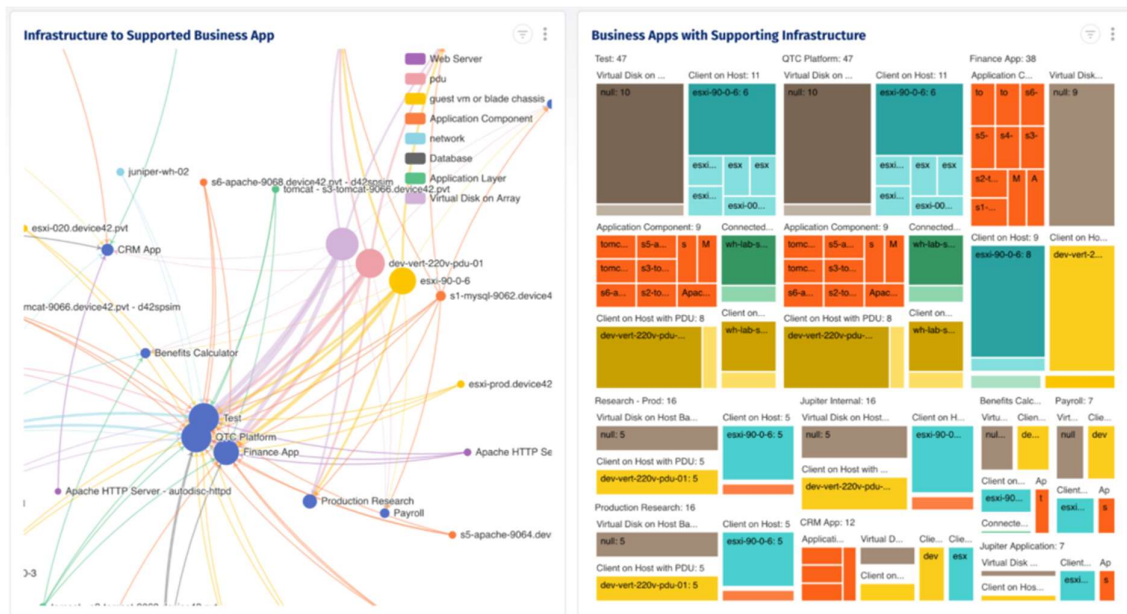 Infrastructure to Supported Business App
Web Server
pdu
guest vm or blade chassis
Application Component
network
Database
Application Layer
Virtual Disk on Array
juniper-wh-02
s6-apache-9068.device42.pvt - d42spsim
tomcat - s3-tomcat-9066.device42.pvt
esxi-020.device42.pvt
CRM App
dev-vert-220v-pdu-01
esxi-90-0-6
s1-mysql-9062.device4
mcat-9066.device42.pvt - d42spsim
Benefits Calculator
esxi-prod.device42
Test
QTC Platform
Finance App
Apache HTTP Se
Apache HTTP Server - autodisc-httpd
Production Research
Payroll
s5-apache-9064.dev
0-3
Business Apps with Supporting Infrastructure
Test: 47
Virtual Disk on ...
Client on Host: 11
null: 10
esxi-90-0-6: 6
esxi...
esx
esx
esxi...
esxi-00...
Application Component: 9
Connected...
tomc...
s5-a...
s
M
wh-lab-s...
tomc...
s3-to...
s6-a...
s2-to...
Apac...
Client on Host with PDU: 8
Client on...
dev-vert-220v-pdu-...
wh-lab-s...
QTC Platform: 47
Virtual Disk on ...
Client on Host: 11
null: 10
esxi-90-0-6: 6
esxi...
esx
esx
esxi...
esxi-00...
Application Component: 9
Connected...
tomc...
s5-a...
s
M
wh-lab-s...
tomc...
s3-to...
s6-a...
s2-to...
Apac...
Client on Host with PDU: 8
Client on...
dev-vert-220v-pdu-...
wh-lab-s...
Finance App: 38
Application C...
Virtual Disk...
to
to
s6-
null: 9
s5-
s4-
s3-
s2-t...
M
A
s1-...
Client on Host: 9
Client on Ho...
esxi-90-0-6: 8
dev-vert-2...
Research - Prod: 16
Virtual Disk on Host Ba...
Client on Host: 5
null: 5
esxi-90-0-6: 5
Client on Host with PDU: 5
dev-vert-220v-pdu-01: 5
Jupiter Internal: 16
Virtual Disk on Host...
Client on H...
null: 5
esxi-90-0...
Client on Host with ...
dev-vert-220v-pdu-...
Benefits Calc...
Virtu...
Clien...
nul...
de...
Client on...
Ap
esxi-90...
t
Connecte...
Payroll: 7
Virt...
Clie...
null
dev
Client...
Ap
esxi...
s
Production Research: 16
Virtual Disk on Host Ba...
Client on Host: 5
null: 5
esxi-90-0-6: 5
Client on Host with PDU: 5
dev-vert-220v-pdu-01: 5
CRM App: 12
Applicati...
Virtual D...
Clie...
Clie...
dev
esx
Client on...
Jupiter Application: 7
Virtual Disk ...
Client...
Ap
esxi...
s
Client on Hos...